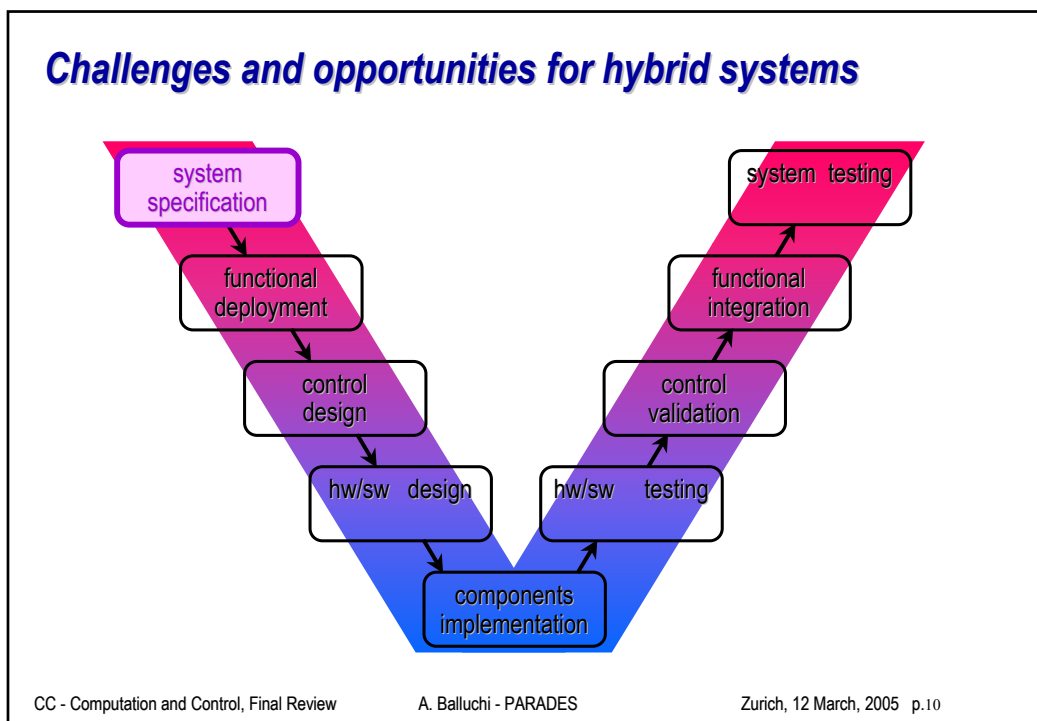 Challenges and opportunities for hybrid systems
system
specification
functional
deployment
control
design
hw/sw design
components
implementation
hw/sw testing
control
validation
functional
integration
system testing
CC - Computation and Control, Final Review A. Balluchi - PARADES Zurich, 12 March, 2005 p.10